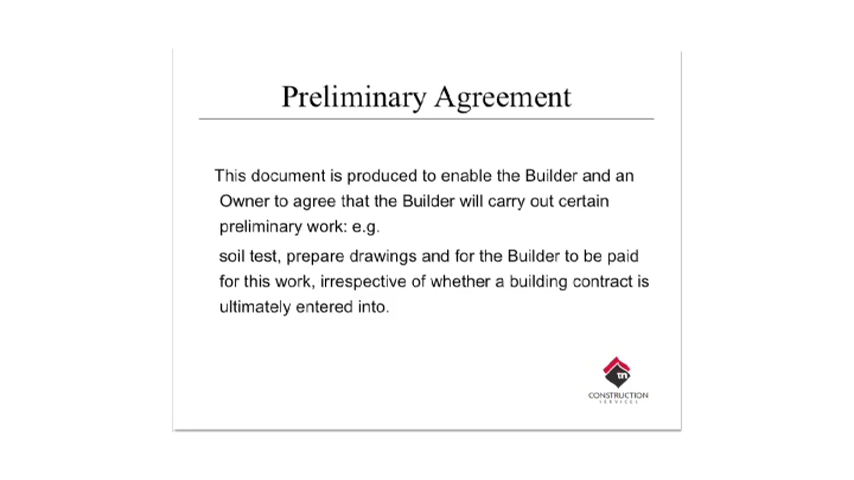 Preliminary Agreement
This document is produced to enable the Builder and an
Owner to agree that the Builder will carry out certain
preliminary work: e.g.
soil test, prepare drawings and for the Builder to be paid
for this work, irrespective of whether a building contract is
ultimately entered into.
CONSTRUCTION
SERVICES